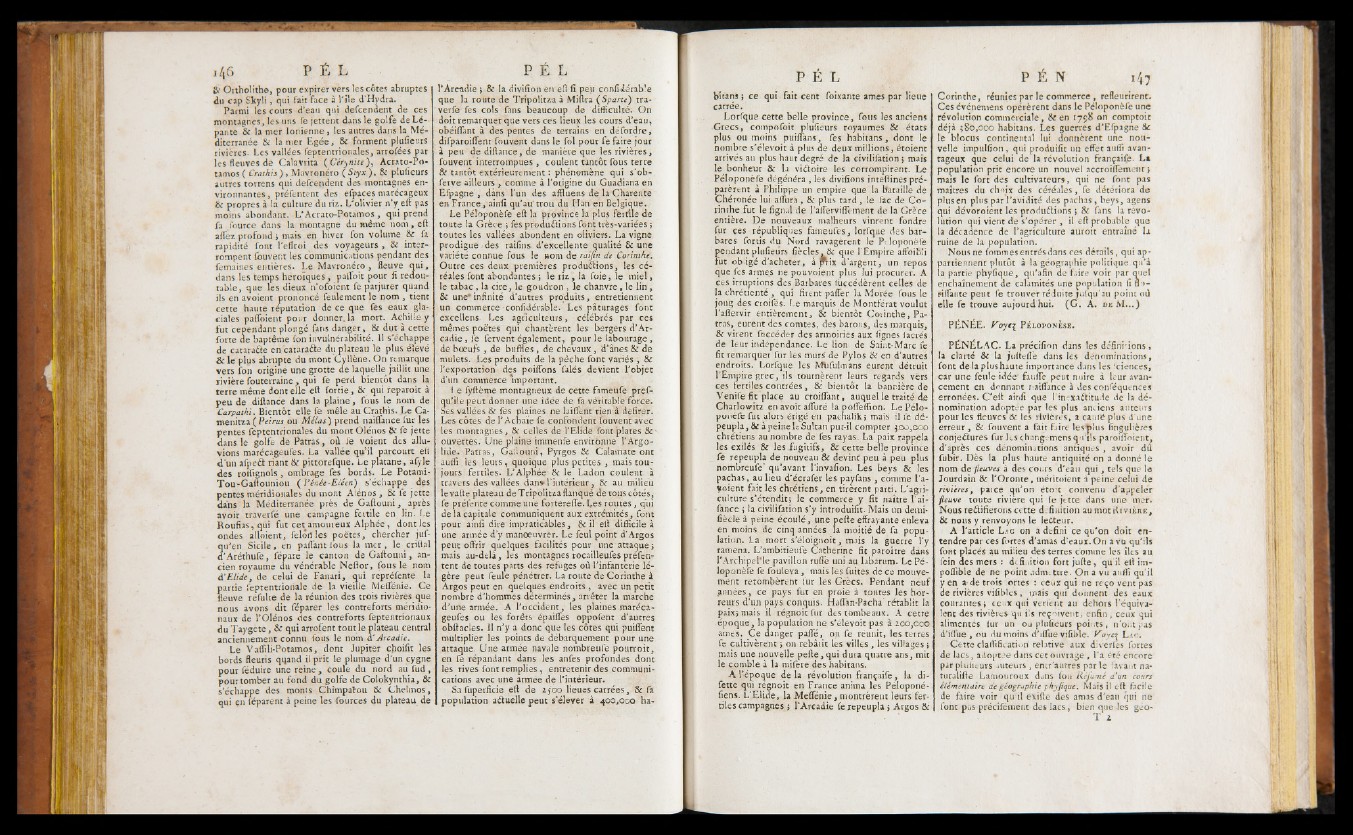 146 PÉL PÉL
& Ortholithe, pour expirer vers les côtes abruptes
du cap Skyli, qui fait face à l'île d'Hydra.
Parmi les cours d'eau qui descendent de ces
montagnes, les uns se jettent dans le golfe de Lé-
pante & la mer Ionienne, les autres dans la Mé-
diterranée & la mer Egée, & forment plusieurs
rivières. Les vallées septentrionales, arrosées par
les fleuves de Calavrita (Cérynite), Acrato-Po-
tamos (Crathis), Mavronéro (Styx), & plusieurs
autres torrens qui descendent des montagnes en-
vironnantes, présentent des espaces marécageux
& propres à la culture du riz. L'olivier n'y est pas
moins abondant. L'Acrato-Potamos, qui prend
sa source dans la montagne du même nom, est
assez profond; mais en hiver son volume & sa
rapidité sont l'effroi des voyageurs, & inter-
rompent souvent les communications pendant des
semaines entières. Le Mavronéro, fleuve qui,
dans les temps héroïques, passoit pour si redou-
table, que les dieux n'osoient se parjurer quand
ils en avoient prononcé seulement le nom, tient
cette haute réputation de ce que ses eaux gla-
ciales passoient pour donner la mort. Achille y
fut cependant plongé sans danger, & dut à cette
sorte de baptême son invulnérabilité. Il s'échappe
de cataracte en cataracte du plateau le plus élevé
& le plus abrupte du mont Cyllène. On remarque
vers son origine une grotte de laquelle jaillit une
rivière souterraine, qui se perd bientôt dans la
terre même dont elle est sortie, & qui reparoît à
peu de distance dans la plaine, sous le nom de
Carpathi. Bientôt elle se mêle au Crathis. Le Ca-
menitza (Peirus ou Mélas) prend naissance sur les
pentes septentrionales du mont Olénos & se jette
dans le golfe de Patras, où se voient des allu-
vions marécageuses. La vallée qu'il parcourt est
d'un aspect riant & pittoresque. Le platane, asyle
des rossignols, ombrage ses bords. Le Potami-
Tou-Gastouniou (Pénée-Eléen) s'échappe des
pentes méridionales du mont Alénos, & se jette
dans la Méditerranée près de Gastouni, après
avoir traversé une campagne fertile en lin. Le
Roufias, qui fut cet amoureux Alphée, dont les
ondes alloient, selon les poëtes, chercher jus-
qu'en Sicile, en passant sous la mer, le cristal
d'Aréthuse, sépare le canton de Gastouni, an-
cien royaume du vénérable Nestor, sous le nom
d'Elide, de celui de Fanari, qui représente la
partie septentrionale de la vieille Messénie. Ce
fleuve résulte de la réunion des trois rivières que
nous avons dit séparer les contreforts méridio-
naux de l'Olénos des contreforts septentrionaux
du Taygète, & qui arrosent tout le plateau central
anciennement connu sous le nom d'Arcadie.
Le Vassili-Potamos, dont Jupiter choisit les
bords fleuris quand il prit le plumage d'un cygne
pour séduire une reine, coule du nord au sud,
pour tomber au fond du golfe de Colokynthia, &
s'échappe des monts Chimpaton & Chelmos,
qui en séparent à peine les sources du plateau de
l'Arendie; & la division en est si peu considérable
que la route de Tripolitza à Mistra (Sparte) tra-
verse ses cols sans beaucoup de difficulté. On
doit remarquer que vers ces lieux les cours d'eau,
obéissant à des pentes de terrains en désordre,
disparoissent souvent dans le sol pour se faire jour
à peu de distance, de manière que les rivières,
souvent interrompues, coulent tantôt sous terre
& tantôt extérieurement: phénomène qui s'ob-
serve ailleurs, comme à l'origine du Guadiana en
Espagne, dans l'un des affluens de la Charente
en France, ainsi qu'au trou du Han en Belgique.
Le Péloponèse est la province la plus fertile de
toute la Grèce; ses productions sont très-variées;
toutes les vallées abondent en oliviers. La vigne
prodigue des raisins d'excellente qualité & une
variété connue sous le nom de raisin de Corinthe.
Outre ces deux premières productions, les cé-
réales sont abondantes; le riz, la soie, le miel,
le tabac, la cire, le goudron, le chanvre, le lin,
& une infinité d'autres produits, entretiennent
un commerce considérable. Les pâturages sont
excellens. Les agriculteurs, célébrés par ces
mêmes poëtes qui chantèrent les bergers d'Ar-
cadie, se servent également, pour le labourage,
de bœufs, de buffles, de chevaux, d'ânes & de
mulets. Les produits de la pêche sont variés, &
l'exportation des poissons salés devient l'objet
d'un commerce important.
Le système montagneux de cette fameuse pres-
qu'île peut donner une idée de sa véritable force.
Ses vallées & ses plaines ne laissent rien à desirer.
Les côtes de l'Achaïe se confondent souvent avec
les montagnes, & celles de l'Elide sont plates &
ouvertes. Une plaine immense environne l'Argo-
lide. Patras, Gastouni, Pyrgos & Calamate ont
aussi les leurs, quoique plus petites, mais tou-
jours fertiles. L'Alphée & le Ladon coulent à
travers des vallées dans l'intérieur, & au milieu
le vaste plateau de Tripolitza flanqué de tous côtés,
se présente comme une forteresse. Les routes, qui
de la capitale communiquent aux extrémités, sont
pour ainsi dire impraticables, & il est difficile à
une armée d'y manœuvrer. Le seul point d'Argos
peut offrir quelques facilités pour une attaque;
mais au-delà, les montagnes rocailleuses présen-
tent de toutes parts des refuges où l'infanterie lé-
gère peut seule pénétrer. La route de Corinthe à
Argos peut en quelques endroits, avec un petit
nombre d'hommes déterminés, arrêter la marche
d'une armée. A l'occident, les plaines maréca-
geuses ou les forêts épaisses opposent d'autres
obstacles. Il n'y a donc que les côtes qui puissent
multiplier les points de débarquement pour une
attaque. Une armée navale nombreuse pourroit,
en se répandant dans les anses profondes dont
les rives sont remplies, entretenir des communi-
cations avec une armée de l'intérieur.
Sa superficie est de 2500 lieues carrées, & sa
population actuelle peut s'élever à 400,000 ha-
PÉL PÉN 147
bitans; ce qui fait cent soixante ames par lieue
carrée.
Lorsque cette belle province, sous les anciens
Grecs, composoit plusieurs royaumes & états
plus ou moins puissans, ses habitans, dont le
nombre s'élevoit à plus de deux millions, étoient
arrivés au plus haut degré de la civilisation; mais
le bonheur & la victoire les corrompirent. Le
Péloponèse dégénéra, les divisions intestines pré-
parèrent à Philippe un empire que la bataille de
Chéronée lui assura, & plus tard, le sac de Co-
rinthe fut le signal de l'asservissement de la Grèce
entière. De nouveaux malheurs vinrent fondre
sur ces républiques fameuses, lorsque des bar-
bares sortis du Nord ravagèrent le Péloponèse
pendant plusieurs siècles, & que l'Empire affoibli
fut obligé d'acheter, à prix d'argent, un repos
que ses armes ne pouvoient plus lui procurer. A
ces irruptions des Barbares succédèrent celles de
la chrétienté, qui firent passer la Morée sous le
joug des croisés. Le marquis de Montferat voulut
l'asservir entièrement, & bientôt Corinthe, Pa-
tras, eurent des comtes, des barons, des marquis,
& virent succéder des armoiries aux signes sacrés
de leur indépendance. Le lion de Saint-Marc se
fit remarquer sur les murs de Pylos & en d'autres
endroits. Lorsque les Musulmans eurent détruit
l'Empire grec, ils tournèrent leurs regards vers
ces fertiles contrées, & bientôt la bannière de
Venise fit place au croissant, auquel le traité de
Charlowitz en avoit assuré la possession. Le Pélo-
ponèse fut alors érigé en pachalik; mais il se dé-
peupla, & à peine le Sultan put-il compter 200,000
chrétiens au nombre de ses rayas. La paix rappela
les exilés & les fugitifs, & cette belle province
se repeupla de nouveau & devint peu à peu plus
nombreuse qu'avant l'invasion. Les beys & les
pachas, au lieu d'écraser les paysans, comme l'a-
voient fait les chrétiens, en tirèrent parti. L'agri-
culture s'étendit; le commerce y fit naître l'ai-
sance; la civilisation s'y introduisit. Mais un demi-
siècle à peine écoulé, une peste effrayante enleva
en moins de cinq années la moitié de sa popu-
lation. La mort s'éloignoit, mais la guerre l'y
ramena. L'ambitieuse Catherine fit paroître dans
l'Archipel le pavillon russe uni au labarum. Le Pé-
loponèse se souleva, mais les suites de ce mouve-
ment retombèrent sur les Grecs. Pendant neuf
années, ce pays fut en proie à toutes les hor-
reurs d'un pays conquis. Hassan-Pacha rétablit la
paix; mais il régnoit sur des tombeaux. A cette
époque, la population ne s'élevoit pas à 200,000
ames. Ce danger passé, on se réunit, les terres
se cultivèrent; on rebâtit les villes, les villages;
mais une nouvelle peste, qui dura quatre ans, mit
le comble à la misère des habitans.
A l'époque de la révolution française, la di-
sette qui régnoit en France anima les Peloponé-
siens. L'Elide, la Messénie, montrèrent leurs fer-
tiles campagnes; l'Arcadie se repeupla; Argos &
Corinthe, réunies par le commerce, refleurirent.
Ces événemens opérèrent dans le Péloponèse une
révolution commerciale, & en 1798 on comptoit
déjà 380,000 habitans. Les guerres d'Espagne &
le blocus continental lui donnèrent une nou-
velle impulsion, qui produisit un effet aussi avan-
tageux que celui de la révolution française. La
population prit encore un nouvel accroissement;
mais le sort des cultivateurs, qui ne sont pas
maîtres du choix des céréales, se détériora de
plus en plus par l'avidité des pachas, beys, agens
qui dévoroient les productions; & sans la révo-
lution qui vient de s'opérer, il est probable que
la décadence de l'agriculture auroit entraîné la
ruine de la population.
Nous ne sommes entrés dans ces détails, qui ap-
partiennent plutôt à la géographie politique qu'à
la partie physique, qu'afin de faire voir par quel
enchaînement de calamités une population si flo-
rissante peut se trouver réduite jusqu'au point où
elle se trouve aujourd'hui. (G. A. DE M...)
PÉNÉE. Voyez PÉLOPONÈSE.
PÉNÉLAC. La précision dans les définitions,
la clarté & la justesse dans les dénominations,
sont de la plus haute importance dans les sciences,
car une seule idée fausse peut nuire à leur avan-
cement en donnant naissance à des conséquences
erronées. C'est ainsi que l'inexactitude de la dé-
nomination adoptée par les plus anciens auteurs
pour les fleuves & les rivières, a causé plus d'une
erreur, & souvent a fait faire les plus singulières
conjectures sur les changemens qu'ils paroissoient,
d'après ces dénominations antiques, avoir dû
subir. Dès la plus haute antiquité on a donné le
nom de fleuves à des cours d'eau qui, tels que le
Jourdain & l'Oronte, méritoient à peine celui de
rivières, parce qu'on étoit convenu d'appeler
fleuve toute rivière qui se jette dans une mer.
Nous rectifierons cette définition au mot RIVIÈRE,
& nous y renvoyons le lecteur.
A l'article LAC on a défini ce qu'on doit en-
tendre par ces sortes d'amas d'eaux. On a vu qu'ils
sont placés au milieu des terres comme les îles au
sein des mers: définition fort juste, qu'il est im-
possible de ne point admettre. On a vu aussi qu'il
y en a de trois sortes: ceux qui ne reçoivent pas
de rivières visibles, mais qui donnent des eaux
courantes; ceux qui versent au dehors l'équiva-
lent des rivières qu'ils reçoivent; enfin, ceux qui
alimentés sur un ou plusieurs points, n'ont pas
d'issue, ou du moins d'issue visible. Voyez LAC.
Cette classification relative aux diverses sortes
de lacs, adoptée dans cet ouvrage, l'a été encore
par plusieurs auteurs, entr'autres par le savant na-
turaliste Lamouroux dans son Résumé d'un cours
élémentaire de géographie physique. Mais il est facile
de faire voir qu'il existe des amas d'eau qui ne
sont pas précisément des lacs, bien que les géo-
T 2